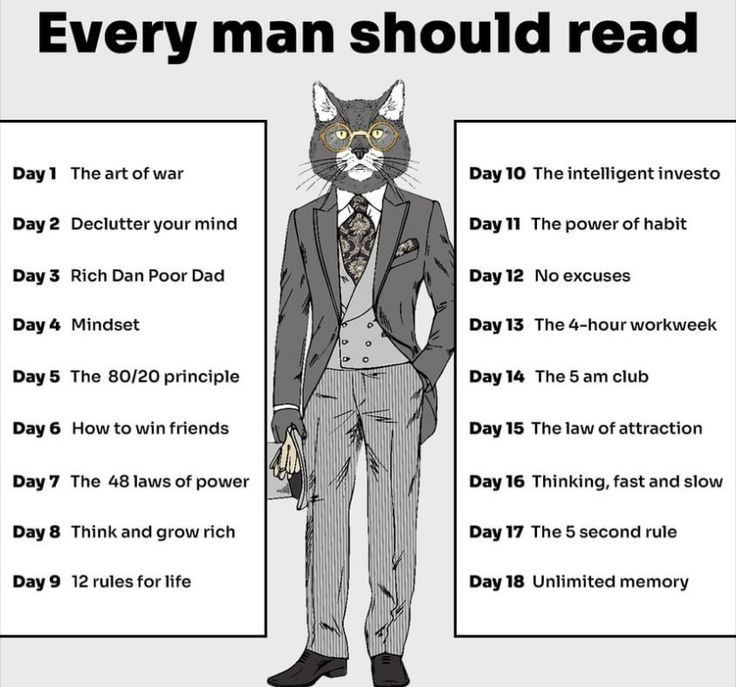 Every man should read
Day 1 The art of war
Day 2 Declutter your mind
Day 3 Rich Dan Poor Dad
Day 4 Mindset
Day 5 The 80/20 principle
Day 6 How to win friends
Day 7 The 48 laws of power
Day 8 Think and grow rich
Day 9 12 rules for life
Day 10 The intelligent investo
Day 11 The power of habit
Day 12 No excuses
Day 13 The 4-hour workweek
Day 14 The 5 am club
Day 15 The law of attraction
Day 16 Thinking, fast and slow
Day 17 The 5 second rule
Day 18 Unlimited memory